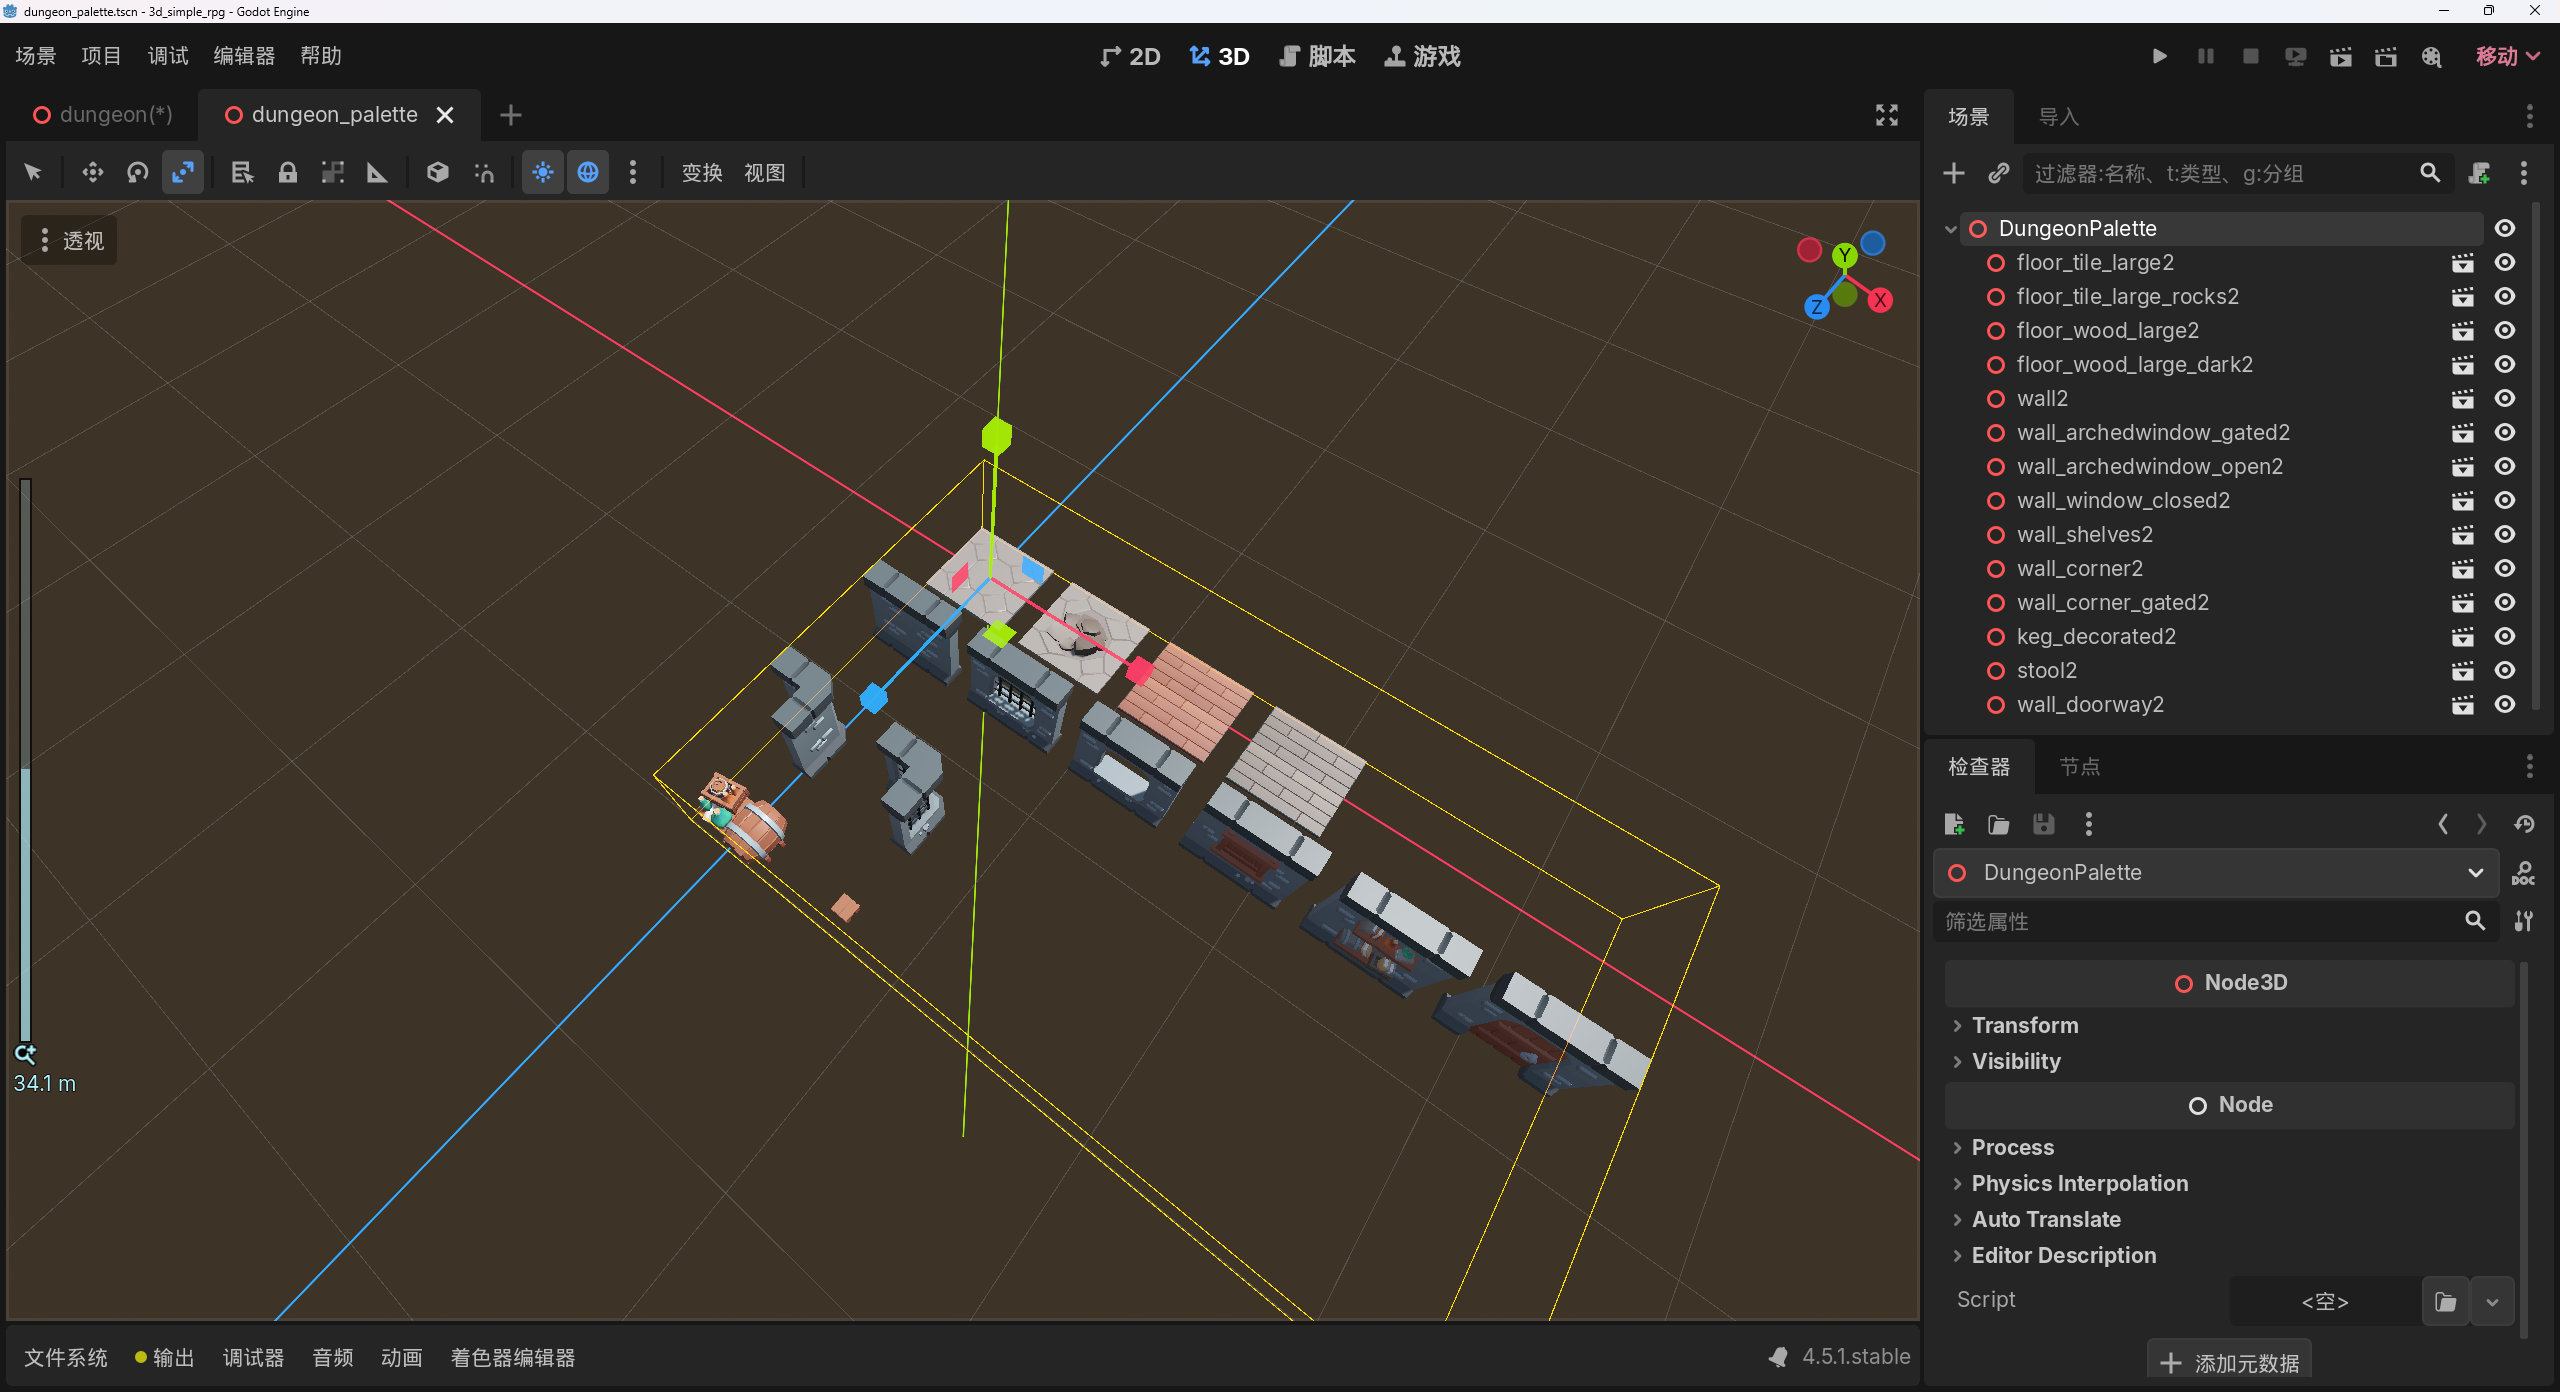 dungeon_palette.tscn - 3d_simple_rpg - Godot Engine
场景 项目 调试 编辑器 帮助 2D 3D 脚本 游戏 移动
dungeon(*) dungeon_palette
变换 视图
透视
Y
Z X
34.1 m
场景 导入
过滤器:名称、t:类型、g:分组
DungeonPalette
floor_tile_large2
floor_tile_large_rocks2
floor_wood_large2
floor_wood_large_dark2
wall2
wall_archedwindow_gated2
wall_archedwindow_open2
wall_window_closed2
wall_shelves2
wall_corner2
wall_corner_gated2
keg_decorated2
stool2
wall_doorway2
检查器 节点
DungeonPalette DOC
筛选属性
Node3D
Transform
Visibility
Node
Process
Physics Interpolation
Auto Translate
Editor Description
Script <空>
添加元数据
文件系统 输出 调试器 音频 动画 着色器编辑器 4.5.1.stable